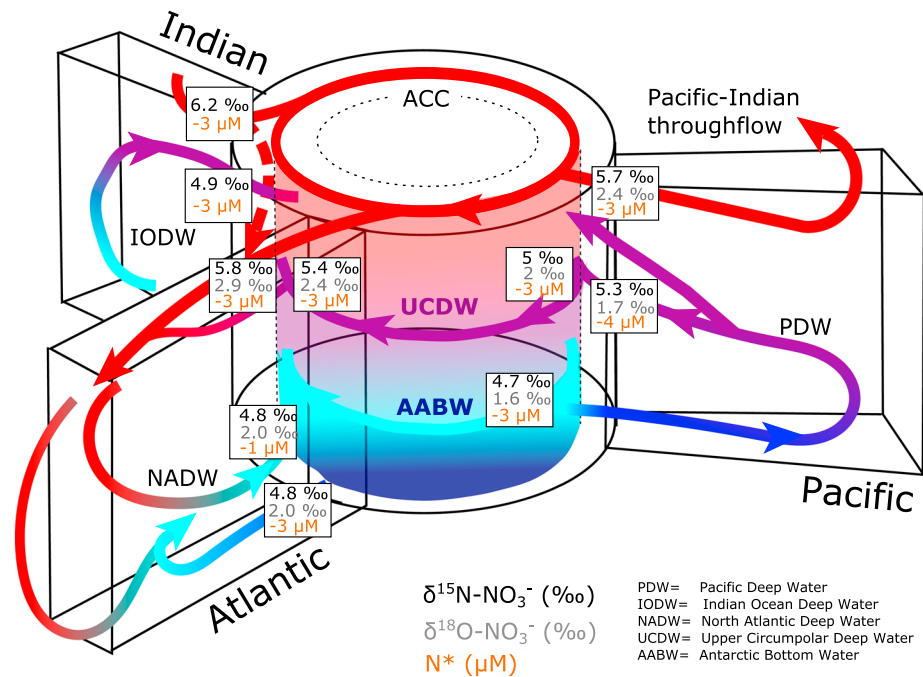 Indian
ACC
Pacific-Indian
throughflow
6.2 ‰
-3 µM
4.9 ‰
-3 µM
5.7 ‰
2.4 ‰
-3 µM
IODW
5.8 ‰
2.9 ‰
-3 µM
5.4 ‰
2.4 ‰
-3 µM
5 ‰
2 ‰
-3 µM
5.3 ‰
1.7 ‰
-4 µM
UCDW
PDW
4.7 ‰
1.6 ‰
-3 µM
AABW
4.8 ‰
2.0 ‰
-1 µM
NADW
4.8 ‰
2.0 ‰
-3 µM
Pacific
Atlantic
δ¹⁵N-NO₃⁻ (‰)
δ¹⁸O-NO₃⁻ (‰)
N* (µM)
PDW= Pacific Deep Water
IODW= Indian Ocean Deep Water
NADW= North Atlantic Deep Water
UCDW= Upper Circumpolar Deep Water
AABW= Antarctic Bottom Water